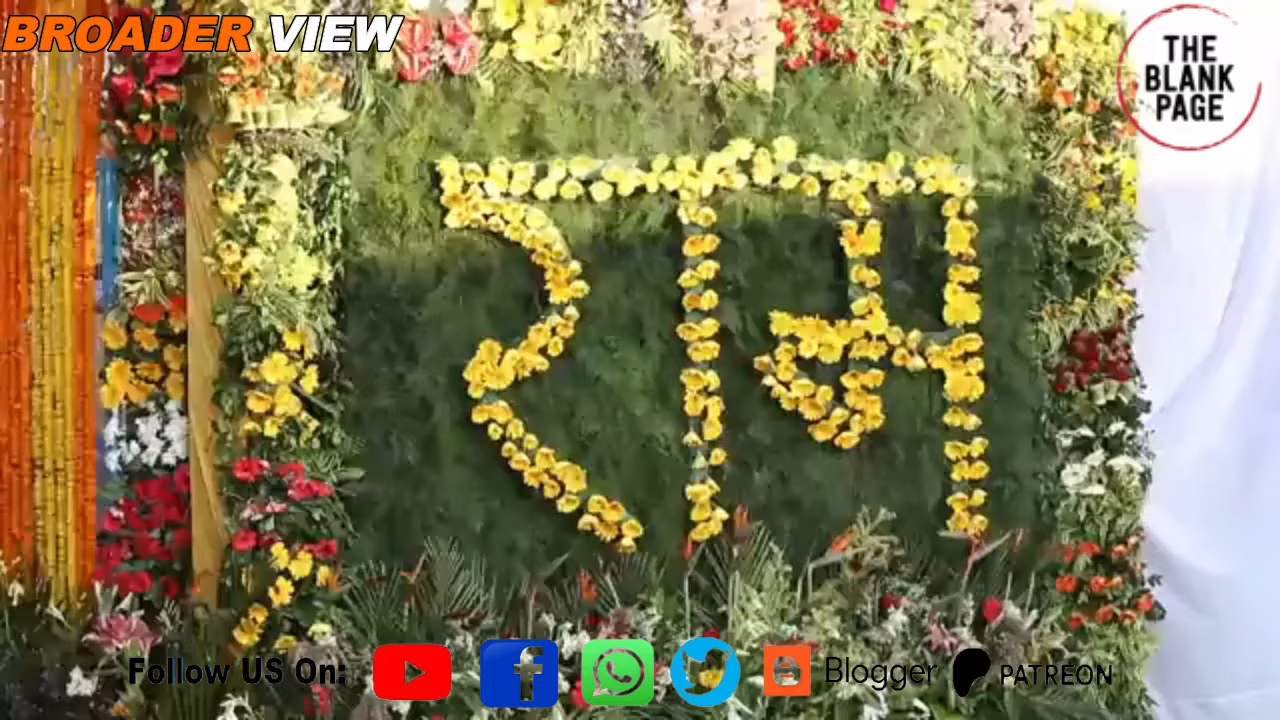 BROADER VIEW
THE
BLANK
PAGE
राम
Follow US On:
Blogger
PATREON